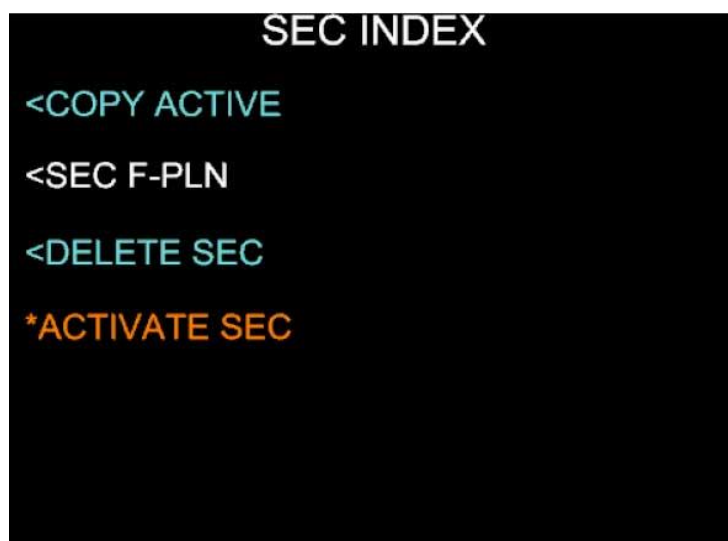 SEC INDEX
<COPY ACTIVE
<SEC F-PLN
<DELETE SEC
*ACTIVATE SEC